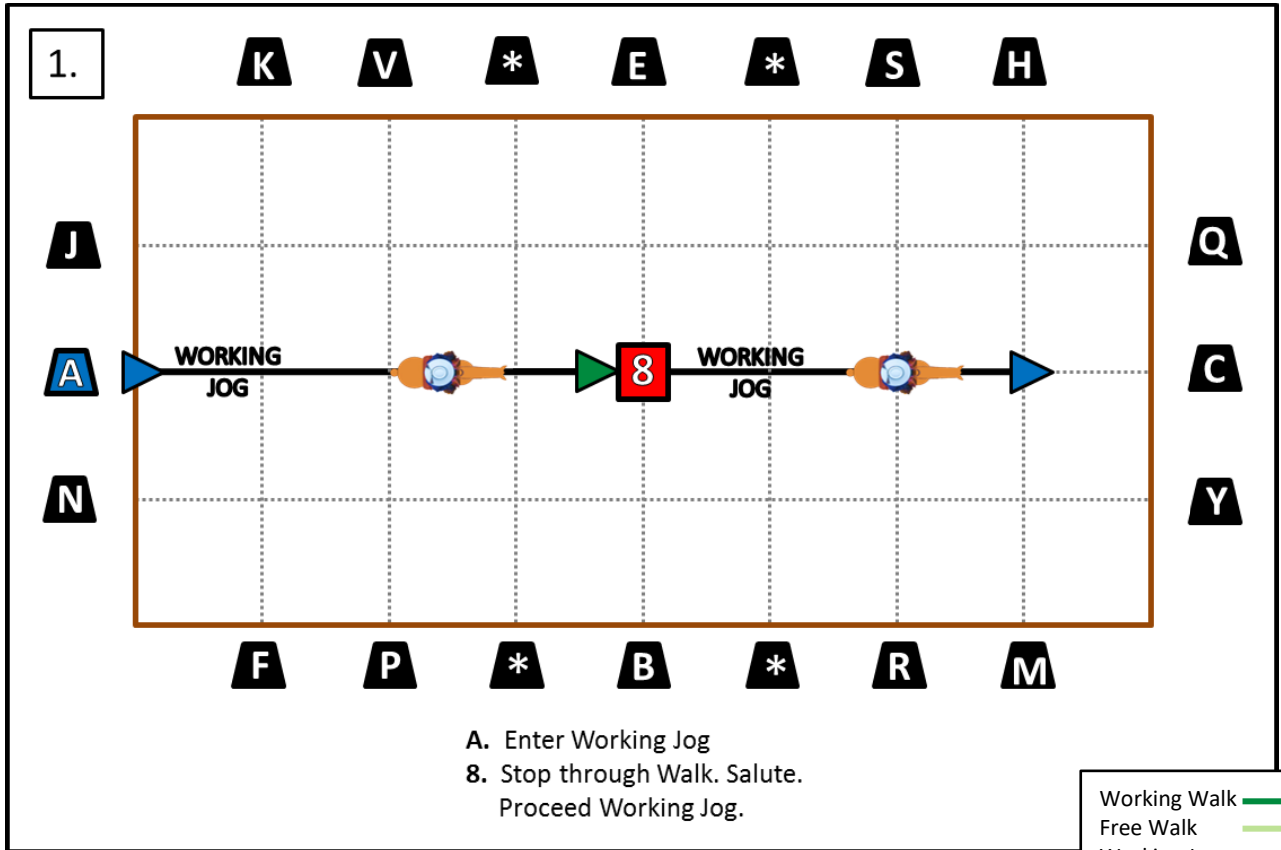 1.
K V * E * S H
J Q
WORKING WORKING
A 8 C
JOG JOG
N Y
F P * B * R M
A. Enter Working Jog
8. Stop through Walk. Salute.
Proceed Working Jog.
Working Walk
Free Walk